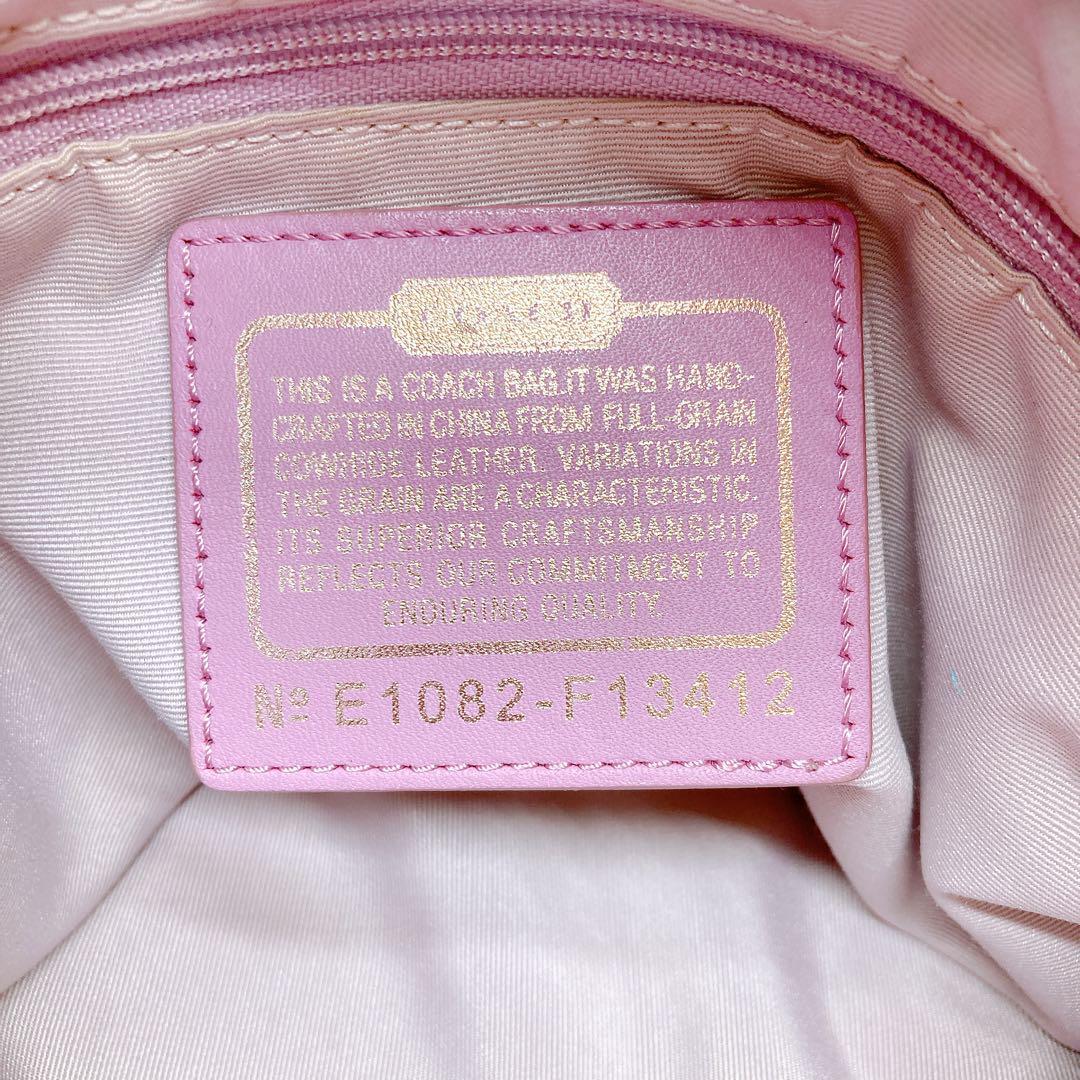 THIS IS A COACH BAG.IT WAS HAND-
CRAFTED IN CHINA FROM FULL-GRAIN
COWHIDE LEATHER. VARIATIONS IN
THE GRAIN ARE A CHARACTERISTIC.
ITS SUPERIOR CRAFTSMANSHIP
REFLECTS OUR COMMITMENT TO
ENDURING QUALITY.
Nº E1082-F13412